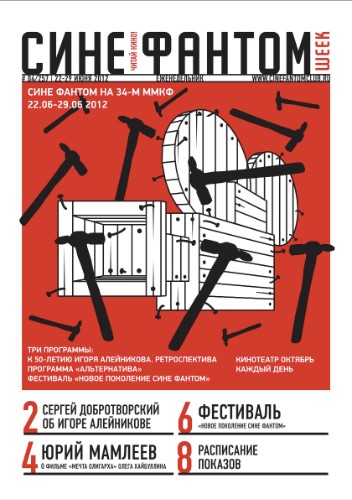 СИНЕ ФАНТОМ
ЧИТАЙ КИНО!
WEEK
# 04(257) 22-29 ИЮНЯ 2012 ЕЖЕНЕДЕЛЬНИК WWW.CINEFANTOMCLUB.RU
СИНЕ ФАНТОМ НА 34-М ММКФ
22.06-29.06 2012
ТРИ ПРОГРАММЫ:
К 50-ЛЕТИЮ ИГОРЯ АЛЕЙНИКОВА. РЕТРОСПЕКТИВА
ПРОГРАММА «АЛЬТЕРНАТИВА»
ФЕСТИВАЛЬ «НОВОЕ ПОКОЛЕНИЕ СИНЕ ФАНТОМ»
КИНОТЕАТР ОКТЯБРЬ
КАЖДЫЙ ДЕНЬ
2 СЕРГЕЙ ДОБРОТВОРСКИЙ
ОБ ИГОРЕ АЛЕЙНИКОВЕ
6 ФЕСТИВАЛЬ
«НОВОЕ ПОКОЛЕНИЕ СИНЕ ФАНТОМ»
4 ЮРИЙ МАМЛЕЕВ
О ФИЛЬМЕ «МЕЧТА ОЛИГАРХА» ОЛЕГА ХАЙБУЛЛИНА
8 РАСПИСАНИЕ
ПОКАЗОВ